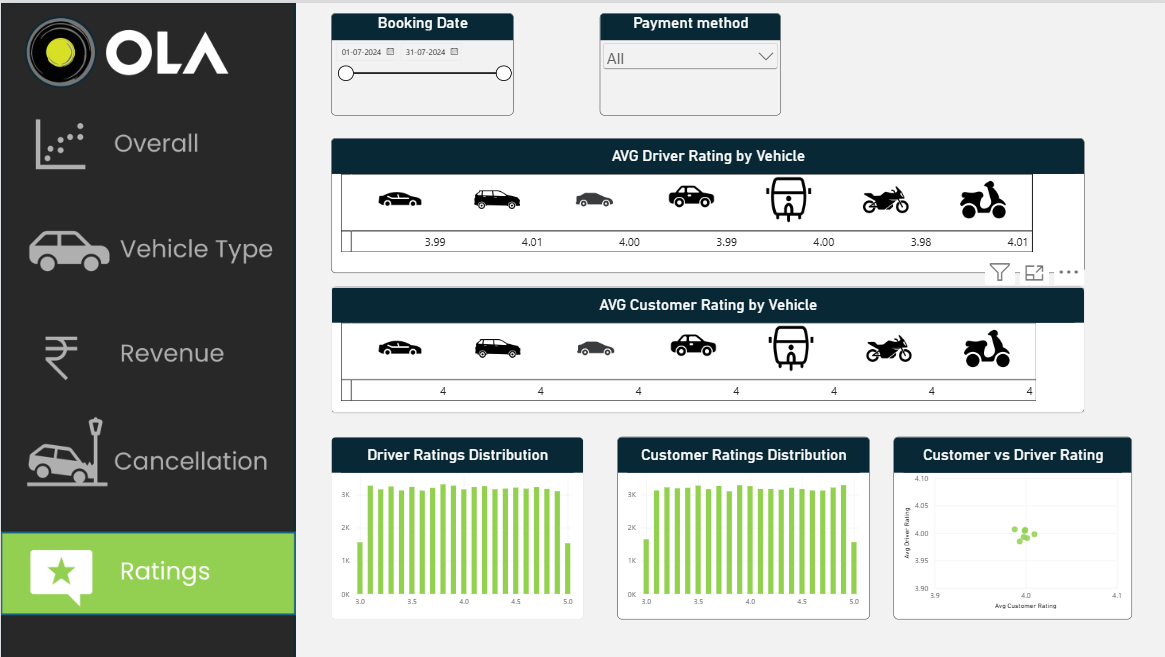 OLA
Overall
Vehicle Type
Revenue
Cancellation
Ratings
Booking Date
01-07-2024 31-07-2024
Payment method
All
AVG Driver Rating by Vehicle
3.99 4.01 4.00 3.99 4.00 3.98 4.01
AVG Customer Rating by Vehicle
4 4 4 4 4 4 4
Driver Ratings Distribution
3K
2K
1K
0K
3.0 3.5 4.0 4.5 5.0
Customer Ratings Distribution
3K
2K
1K
0K
3.0 3.5 4.0 4.5 5.0
Customer vs Driver Rating
Avg Driver Rating
4.10
4.05
4.00
3.95
3.90
3.9 4.0 4.1
Avg Customer Rating